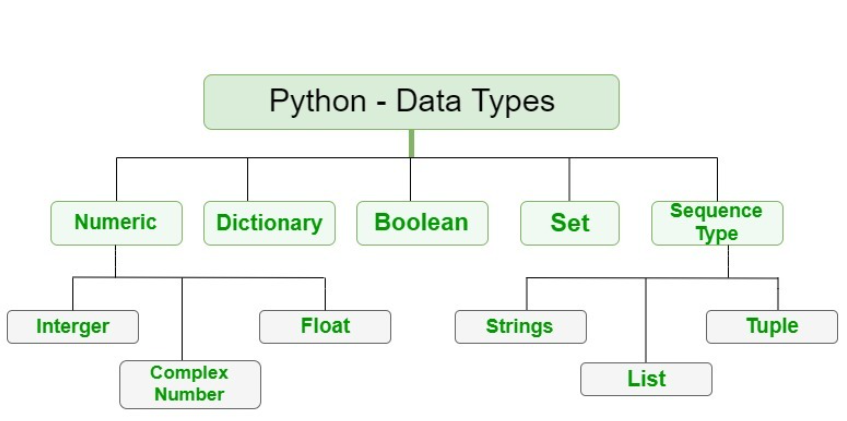 Python - Data Types
Numeric
Dictionary
Boolean
Set
Sequence
Type
Interger
Complex
Number
Float
Strings
List
Tuple